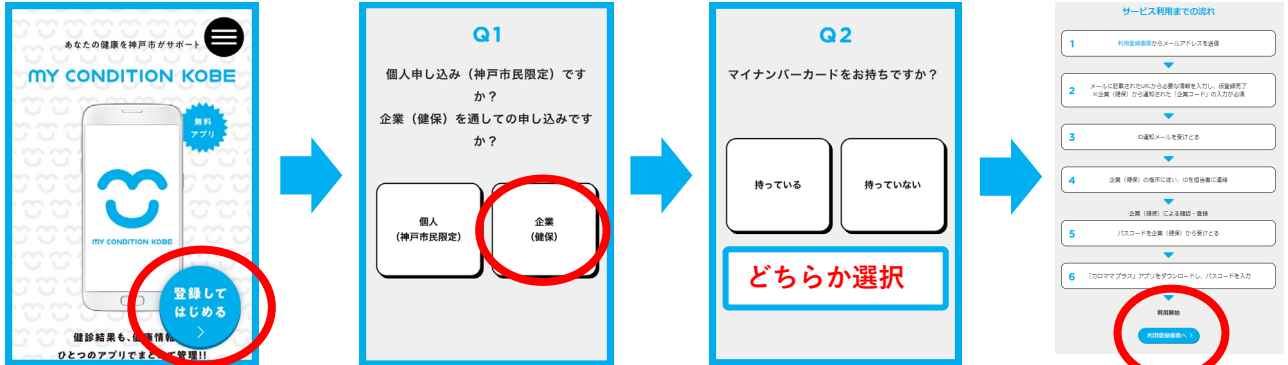 あなたの健康を神戸市がサポート
MY CONDITION KOBE
無料
アプリ
MY CONDITION KOBE
登録して
はじめる
健診結果も、健康情報
ひとつのアプリでまとめて管理!!
Q1
個人申し込み（神戸市民限定）です
か？
企業（健保）を通しての申し込みです
か？
個人
（神戸市民限定）
企業
（健保）
Q2
マイナンバーカードをお持ちですか？
持っている
持っていない
どちらか選択
サービス利用までの流れ
1 利用登録画面からメールアドレスを送信
2 メールに記載されたURLから必要な情報を入力し、仮登録完了
※企業（健保）から通知された「企業コード」の入力が必須
3 ID通知メールを受けとる
4 企業（健保）の指示に従い、IDを担当者に連絡
企業（健保）による確認・登録
5 パスコードを企業（健保）から受けとる
6 「カロママ プラス」アプリをダウンロードし、パスコードを入力
利用開始
利用登録画面へ